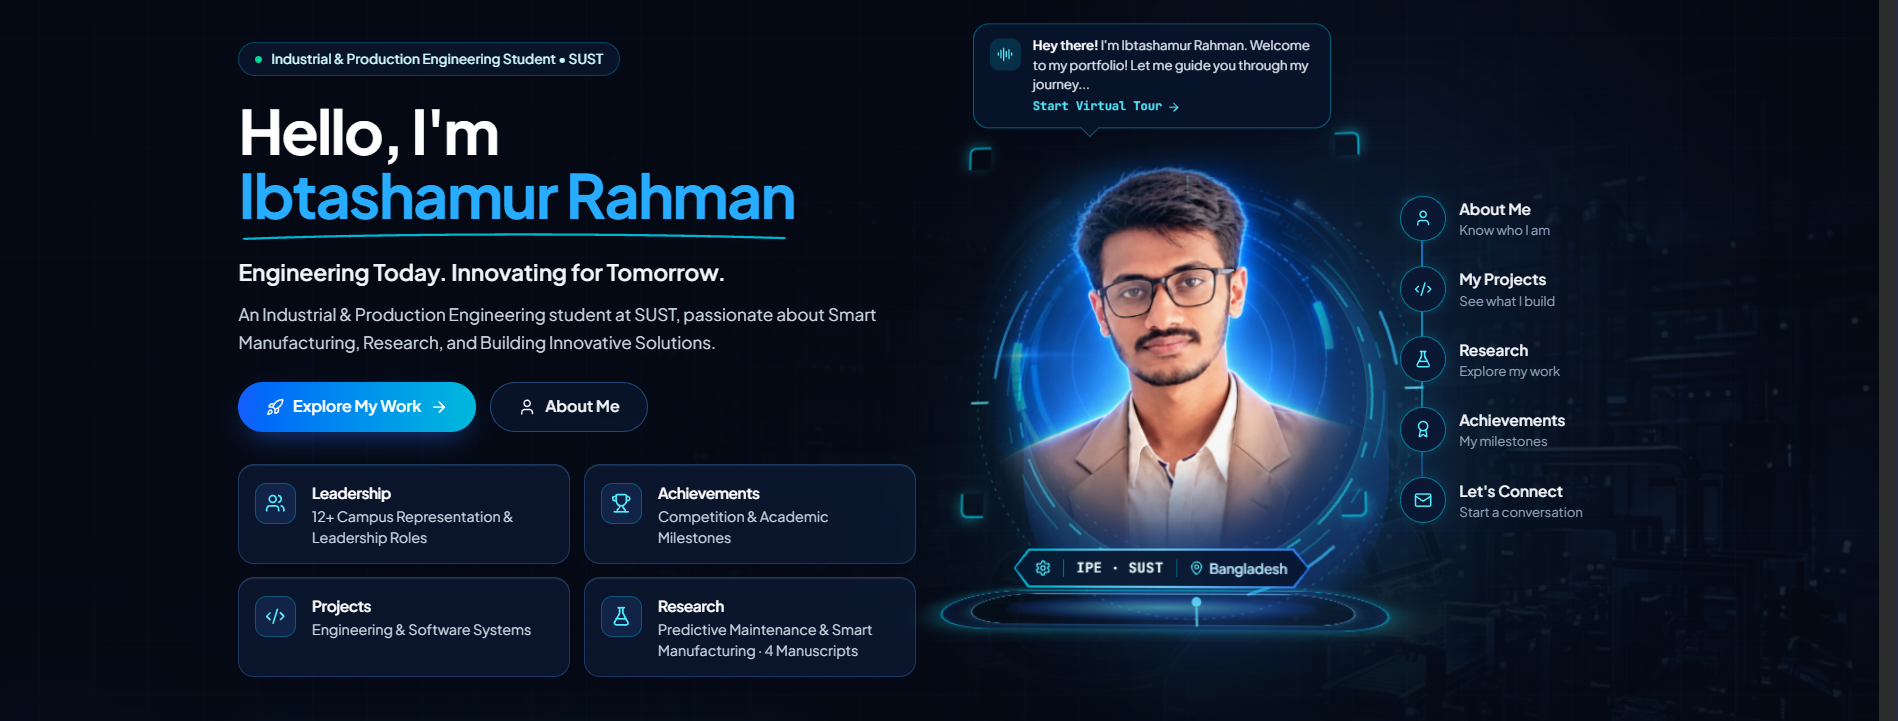 Industrial & Production Engineering Student • SUST
Hello, I'm
Ibtashamur Rahman
Engineering Today. Innovating for Tomorrow.
An Industrial & Production Engineering student at SUST, passionate about Smart
Manufacturing, Research, and Building Innovative Solutions.
Explore My Work →
About Me
Leadership
12+ Campus Representation &
Leadership Roles
Achievements
Competition & Academic
Milestones
Projects
Engineering & Software Systems
Research
Predictive Maintenance & Smart
Manufacturing · 4 Manuscripts
Hey there! I'm Ibtashamur Rahman. Welcome
to my portfolio! Let me guide you through my
journey...
Start Virtual Tour →
IPE · SUST
Bangladesh
About Me
Know who I am
My Projects
See what I build
Research
Explore my work
Achievements
My milestones
Let's Connect
Start a conversation